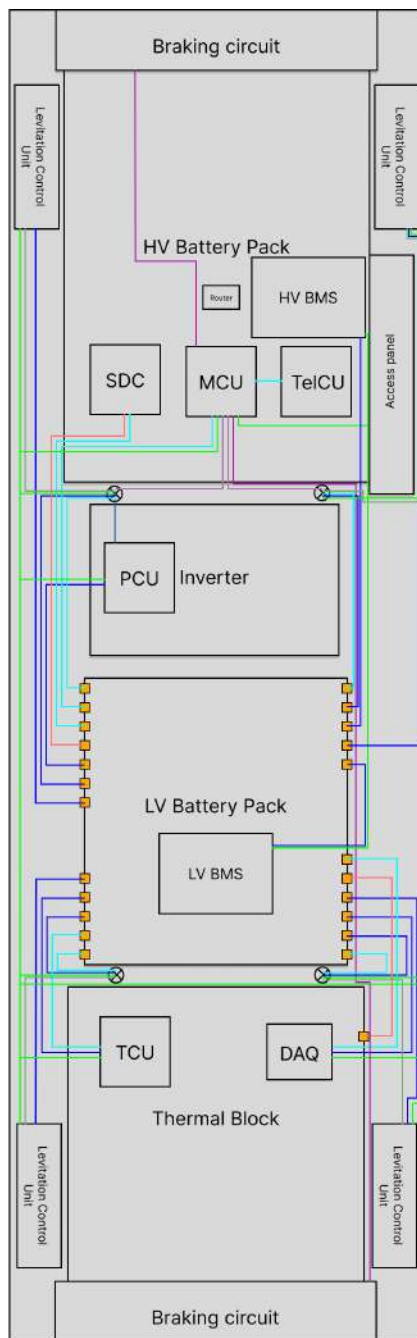 Braking circuit
Levitation Control
Unit
Levitation Control
Unit
HV Battery Pack
Router
HV BMS
Access panel
SDC
MCU
TelCU
PCU
Inverter
LV Battery Pack
LV BMS
TCU
DAQ
Thermal Block
Levitation Control
Unit
Levitation Control
Unit
Braking circuit